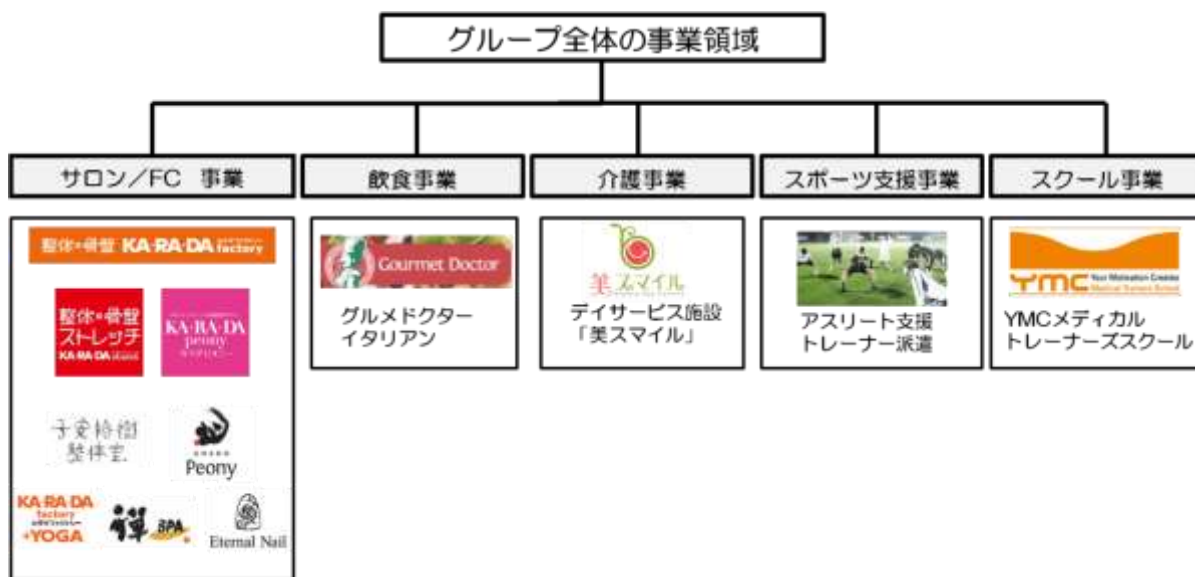 グループ全体の事業領域
サロン/FC 事業
飲食事業
介護事業
スポーツ支援事業
スクール事業
整体×骨盤 KA・RA・DA factory
整体×骨盤
ストレッチ
KA・RA・DA
KA・RA・DA
peony
子安裕樹
整体室
Peony
KA・RA・DA
factory
+YOGA
禅 SPA
Eternal Nail
Gourmet Doctor
グルメドクター
イタリアン
美スマイル
デイサービス施設
「美スマイル」
アスリート支援
トレーナー派遣
YMC Your Motivation Creates
Medical Trainers School
YMCメディカル
トレーナーズスクール